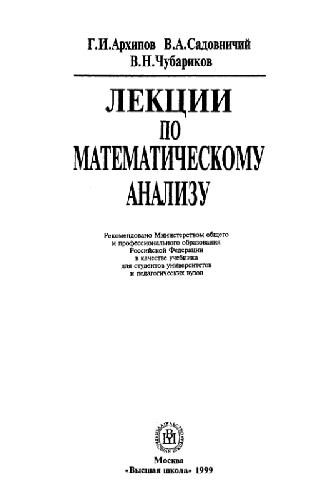 Г.И.Архипов В.А.Садовничий
В.Н.Чубариков
ЛЕКЦИИ
ПО
МАТЕМАТИЧЕСКОМУ
АНАЛИЗУ
Рекомендовано Министерством общего
и профессионального образования
Российской Федерации
в качестве учебника
для студентов университетов
и педагогических вузов
Москва
«Высшая школа» 1999